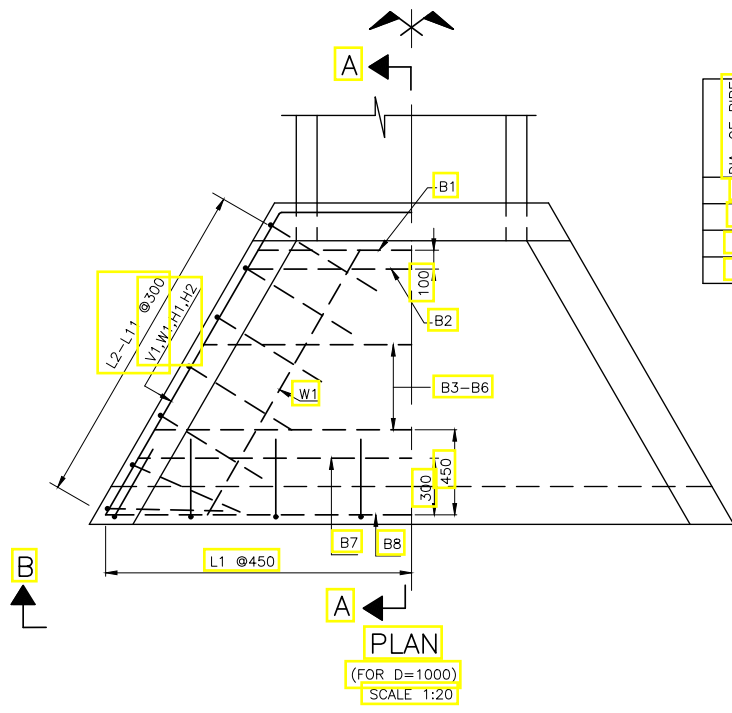 A
B1
100
B2
L2-L11 @300
V1,W1,H1,H2
W1
B3-B6
450
300
B7
B8
L1 @450
B
A
PLAN
(FOR D=1000)
SCALE 1:20